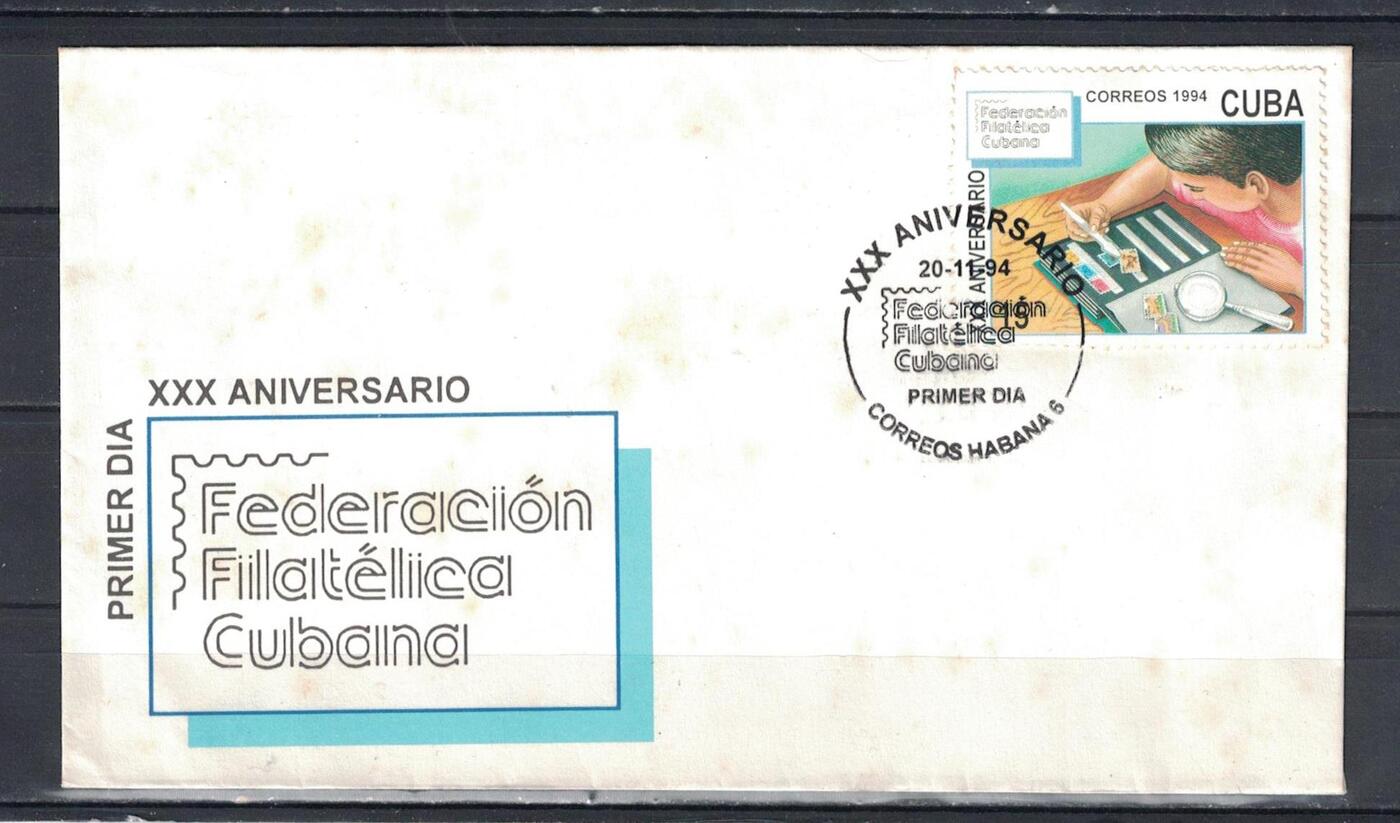 CORREOS 1994 CUBA
Federación
Filatélica
Cubana
XXX ANIVERSARIO
15
XXX ANIVERSARIO
20-11-94
Federación
Filatélica
Cubana
PRIMER DIA
CORREOS HABANA 6
XXX ANIVERSARIO
PRIMER DIA
Federación
Filatélica
Cubana